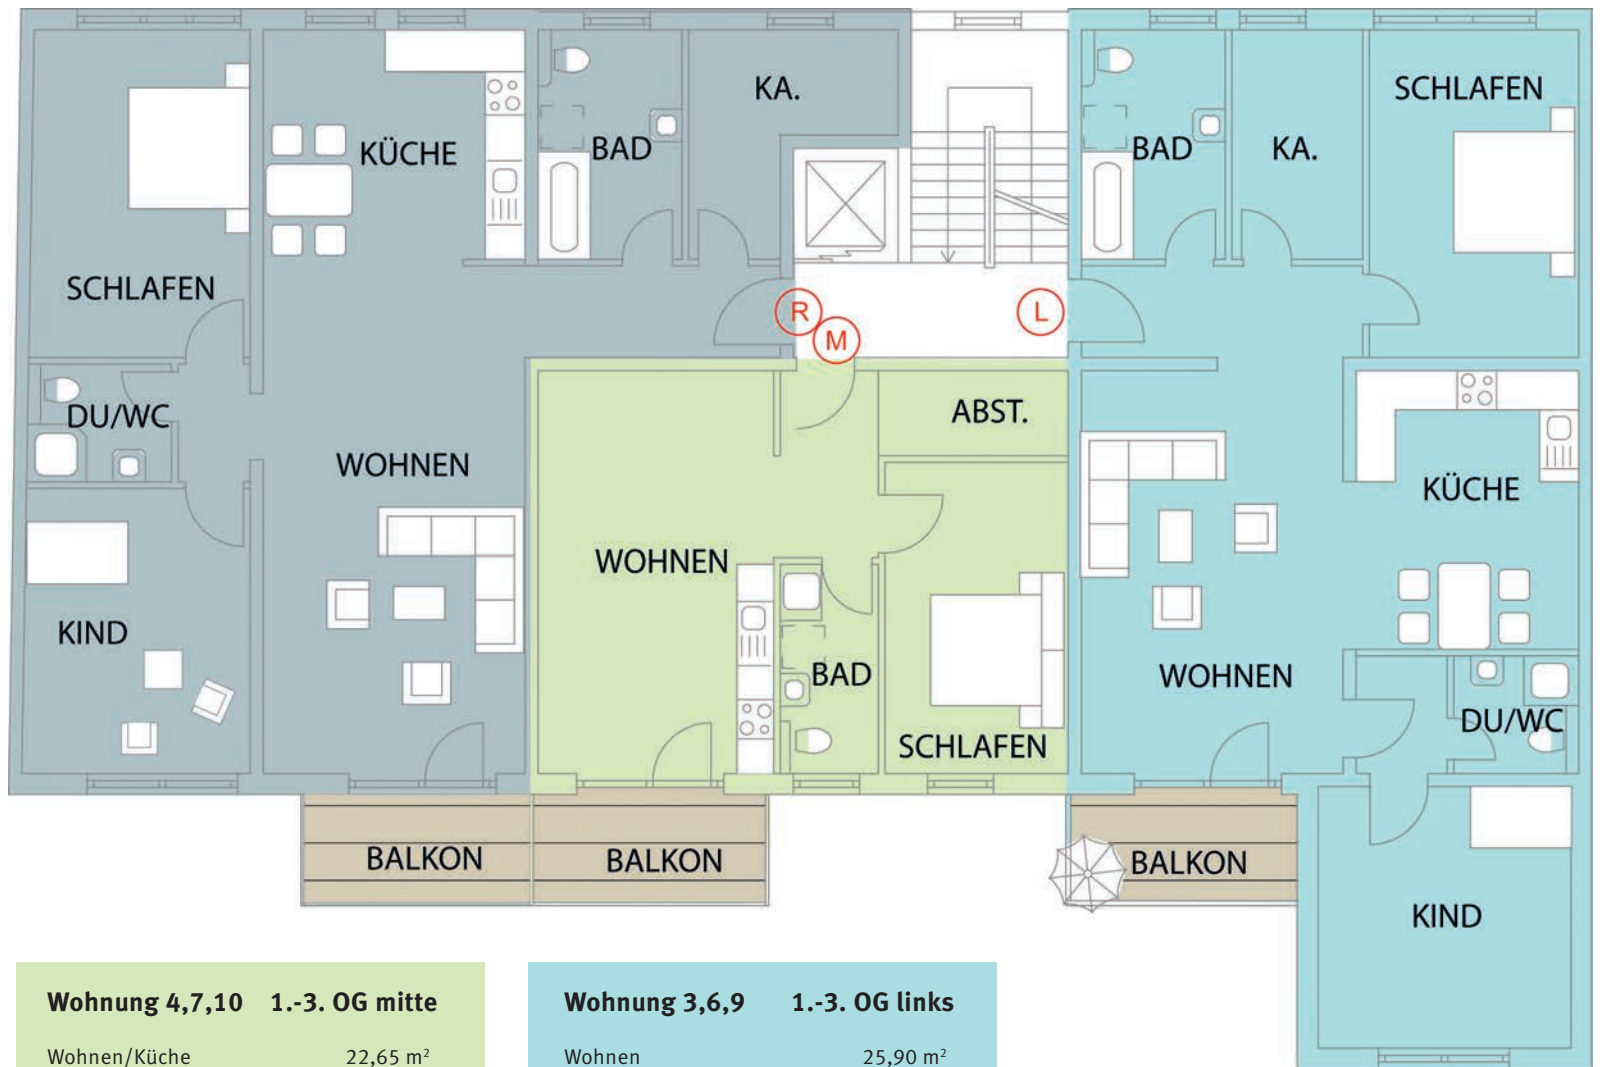 KA.
SCHLAFEN
KÜCHE
BAD
BAD
KA.
SCHLAFEN
R
M
L
DU/WC
ABST.
WOHNEN
KÜCHE
WOHNEN
KIND
BAD
WOHNEN
SCHLAFEN
DU/WC
BALKON
BALKON
BALKON
KIND
Wohnung 4,7,10 1.-3. OG mitte
Wohnen/Küche 22,65 m²
Wohnung 3,6,9 1.-3. OG links
Wohnen 25,90 m²